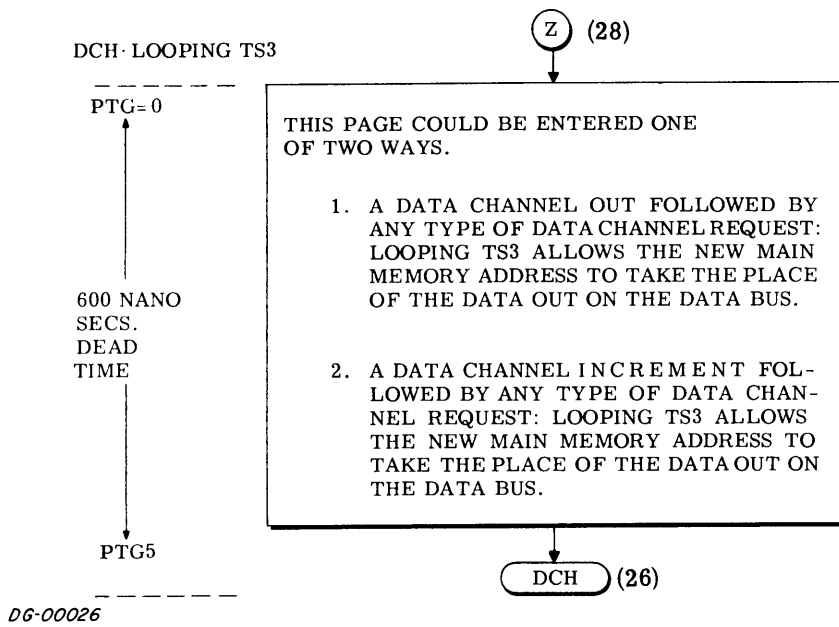 Z (28)
DCH·LOOPING TS3
PTG=0
THIS PAGE COULD BE ENTERED ONE
OF TWO WAYS.
1. A DATA CHANNEL OUT FOLLOWED BY
ANY TYPE OF DATA CHANNEL REQUEST:
LOOPING TS3 ALLOWS THE NEW MAIN
MEMORY ADDRESS TO TAKE THE PLACE
OF THE DATA OUT ON THE DATA BUS.
600 NANO
SECS.
DEAD
TIME
2. A DATA CHANNEL INCREMENT FOL-
LOWED BY ANY TYPE OF DATA CHAN-
NEL REQUEST: LOOPING TS3 ALLOWS
THE NEW MAIN MEMORY ADDRESS TO
TAKE THE PLACE OF THE DATA OUT ON
THE DATA BUS.
PTG5
DCH (26)
DG-00026